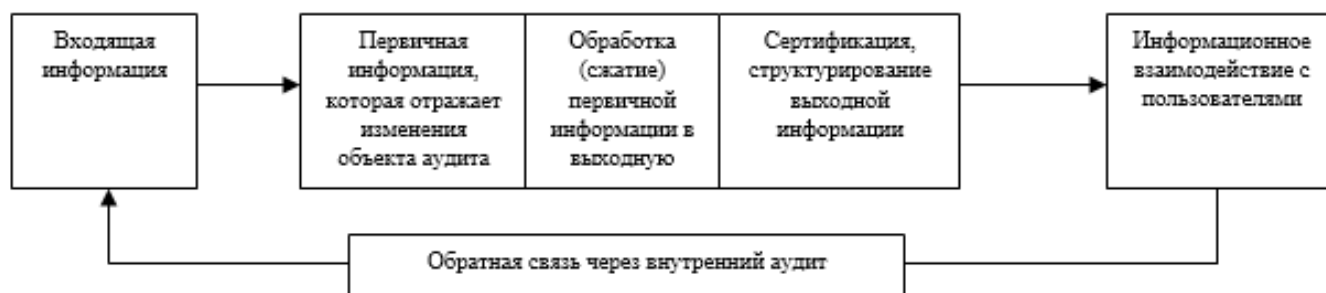 Входящая
информация
Первичная
информация,
которая отражает
изменения
объекта аудита
Обработка
(сжатие)
первичной
информации в
выходную
Сертификация,
структурирование
выходной
информации
Информационное
взаимодействие с
пользователями
Обратная связь через внутренний аудит